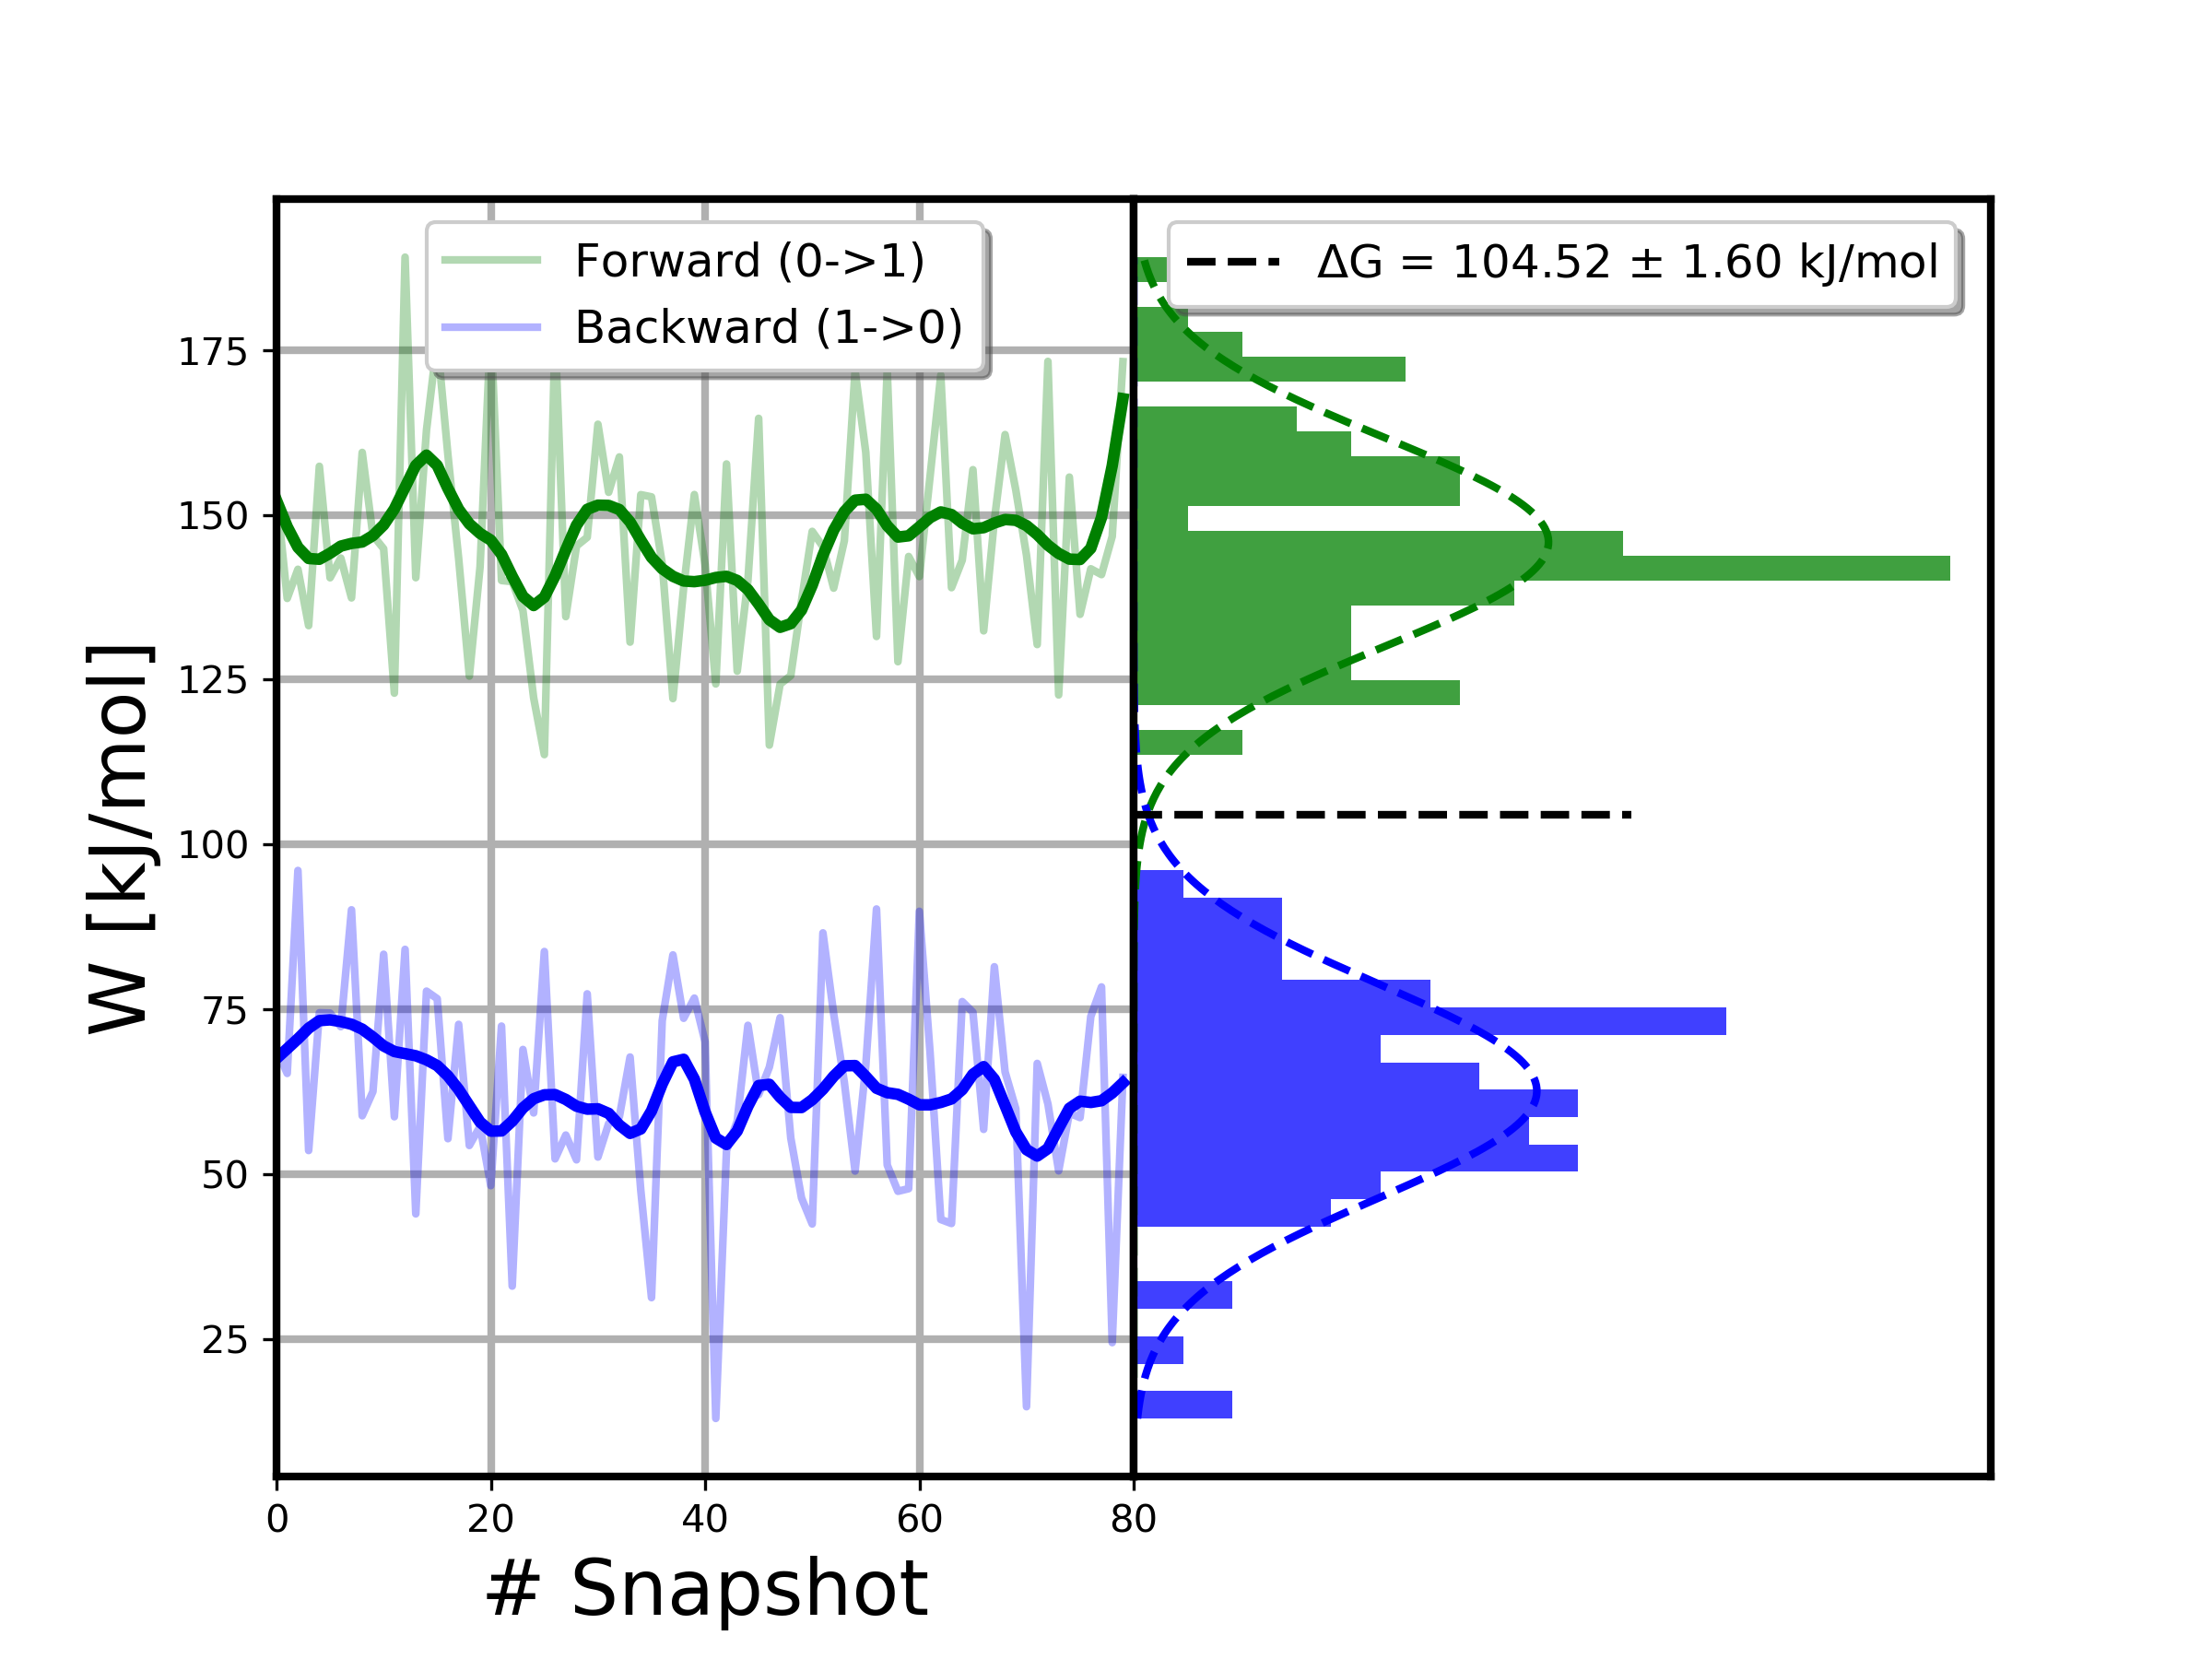 Forward (0->1)
Backward (1->0)
ΔG = 104.52 ± 1.60 kJ/mol
W [kJ/mol]
175
150
125
100
75
50
25
0 20 40 60 80
# Snapshot